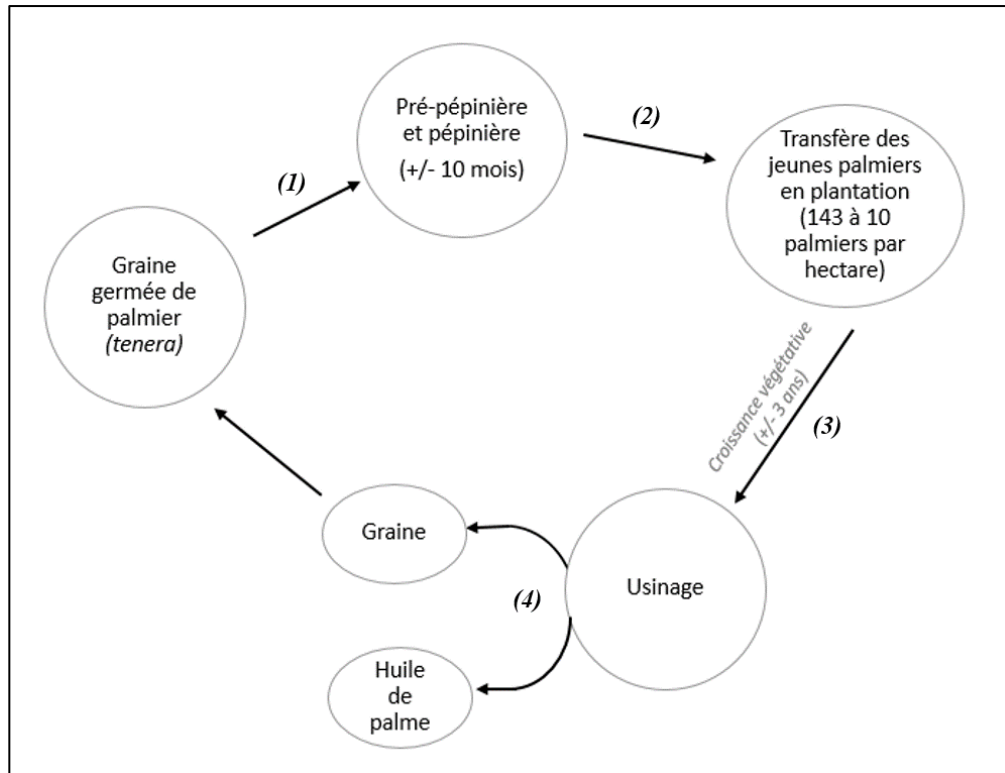 Pré-pépinière
et pépinière
(+/- 10 mois)
(2)
Transfère des
jeunes palmiers
en plantation
(143 à 10
palmiers par
hectare)
(1)
Graine
germée de
palmier
(tenera)
Croissance végétative
(+/- 3 ans)
(3)
Graine
Usinage
(4)
Huile
de
palme